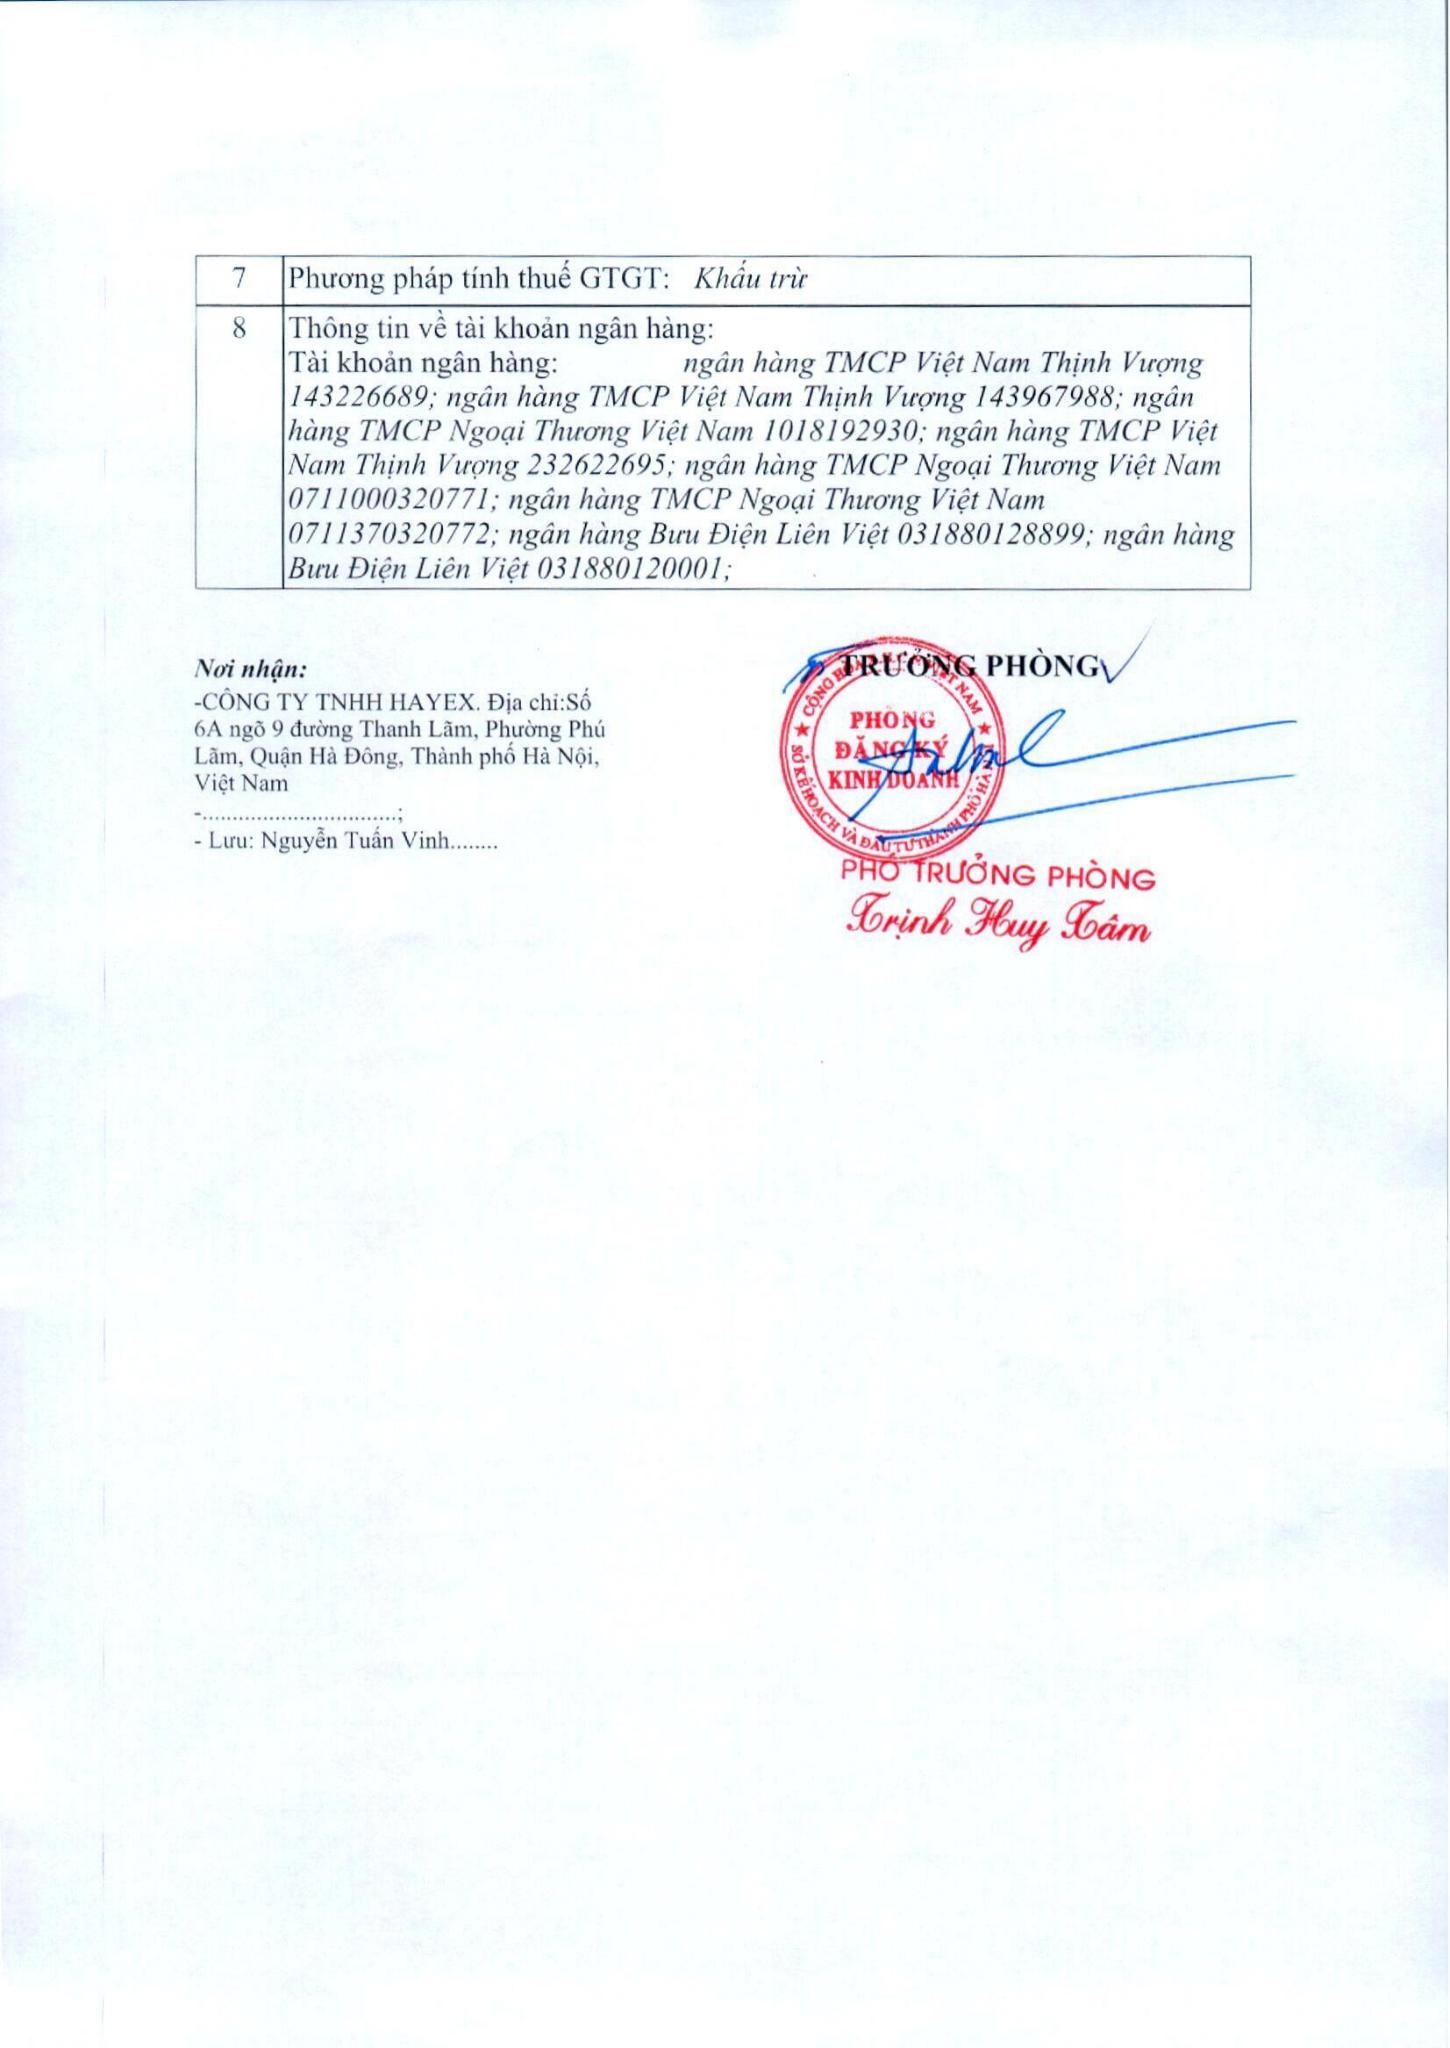 7 Phương pháp tính thuế GTGT: Khấu trừ
8 Thông tin về tài khoản ngân hàng:
Tài khoản ngân hàng: ngân hàng TMCP Việt Nam Thịnh Vượng
143226689; ngân hàng TMCP Việt Nam Thịnh Vượng 143967988; ngân
hàng TMCP Ngoại Thương Việt Nam 1018192930; ngân hàng TMCP Việt
Nam Thịnh Vượng 232622695; ngân hàng TMCP Ngoại Thương Việt Nam
0711000320771; ngân hàng TMCP Ngoại Thương Việt Nam
0711370320772; ngân hàng Bưu Điện Liên Việt 031880128899; ngân hàng
Bưu Điện Liên Việt 031880120001;
Nơi nhận:
-CÔNG TY TNHH HAYEX. Địa chỉ:Số
6A ngõ 9 đường Thanh Lãm, Phường Phú
Lãm, Quận Hà Đông, Thành phố Hà Nội,
Việt Nam
-.................................;
- Lưu: Nguyễn Tuấn Vinh........
TRƯỞNG PHÒNG
PHÒNG
ĐĂNG KÝ
KINH DOANH
SỞ KẾ HOẠCH VÀ ĐẦU TƯ THÀNH PHỐ HÀ NỘI
PHÓ TRƯỞNG PHÒNG
Trịnh Huy Tâm